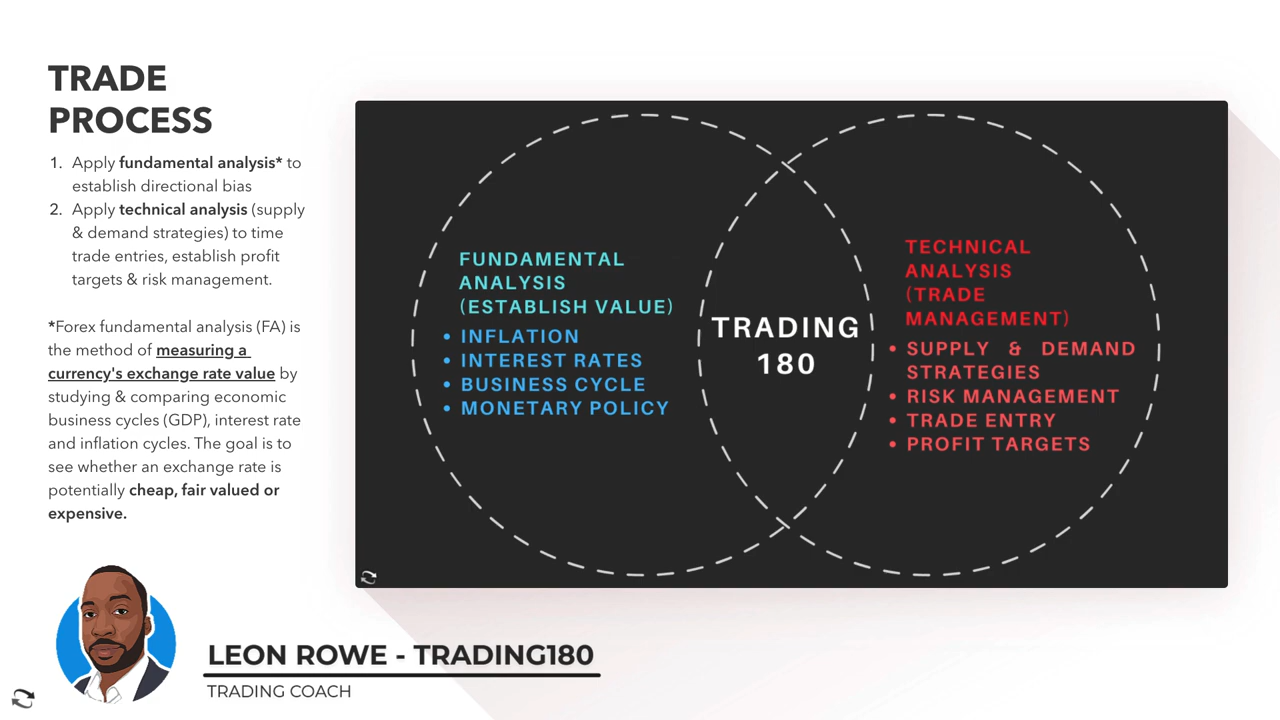 TRADE
PROCESS
1. Apply fundamental analysis* to
establish directional bias
2. Apply technical analysis (supply
& demand strategies) to time
trade entries, establish profit
targets & risk management.
*Forex fundamental analysis (FA) is
the method of measuring a
currency's exchange rate value by
studying & comparing economic
business cycles (GDP), interest rate
and inflation cycles. The goal is to
see whether an exchange rate is
potentially cheap, fair valued or
expensive.
FUNDAMENTAL
ANALYSIS
(ESTABLISH VALUE)
• INFLATION
• INTEREST RATES
• BUSINESS CYCLE
• MONETARY POLICY
TRADING
180
TECHNICAL
ANALYSIS
(TRADE
MANAGEMENT)
• SUPPLY & DEMAND
STRATEGIES
• RISK MANAGEMENT
• TRADE ENTRY
• PROFIT TARGETS
LEON ROWE - TRADING180
TRADING COACH